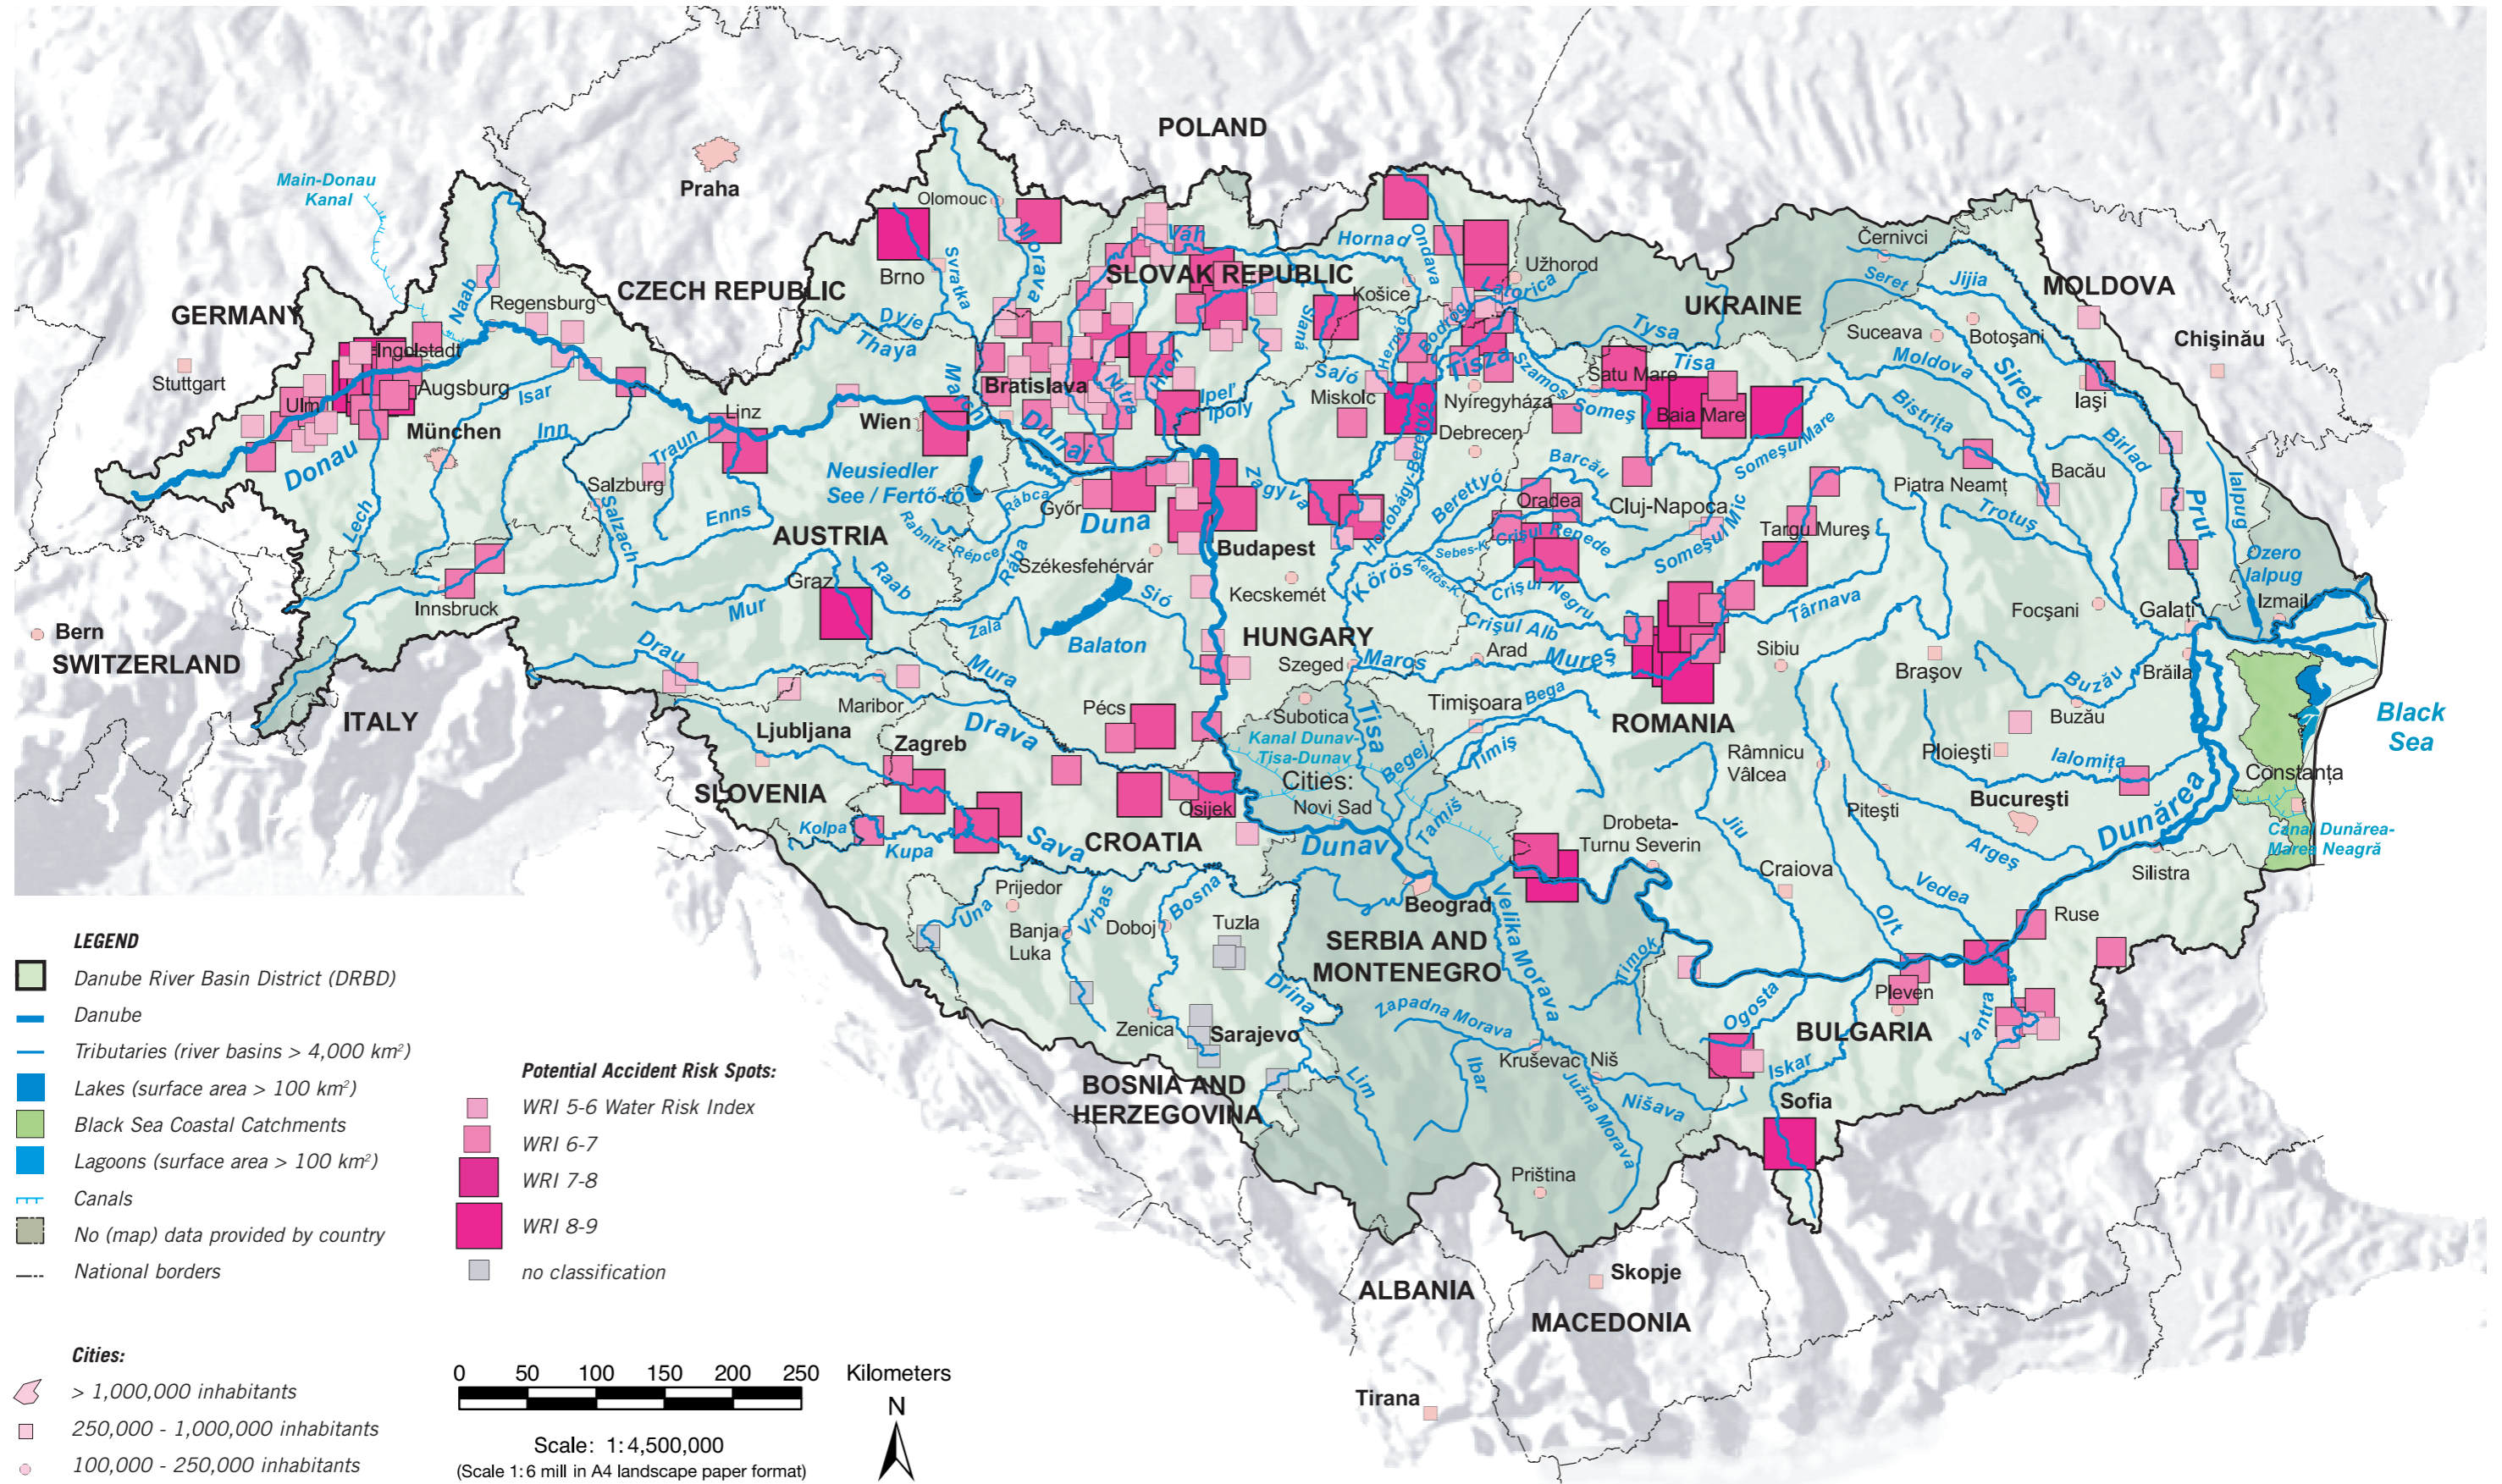 POLAND
Main-Donau
Kanal
Praha
Olomouc
Morava
Váh
Hornad
Ondava
Černivci
Brno
Svratka
SLOVAK REPUBLIC
Košice
Užhorod
Latorica
Seret
Jijia
MOLDOVA
Naab
Regensburg
CZECH REPUBLIC
GERMANY
Dyje
Thaya
Slaná
Hernád
Bodrog
UKRAINE
Tysa
Tisa
Suceava
Botoşani
Chişinău
Stuttgart
Ingolstadt
Augsburg
Isar
March
Bratislava
Nitra
Hron
Ipeľ
Ipoly
Sajó
Miskolc
Tisza
Szamos
Someş
Nyíregyháza
Satu Mare
Baia Mare
Moldova
Siret
Iaşi
Ulm
München
Inn
Linz
Wien
Dunaj
Debrecen
SomeşulMare
Bistriţa
Birlad
Donau
Traun
Neusiedler
See / Fertő-tó
Zagyva
Hortobágy-Berettyó
Barcău
Berettyó
Oradea
Cluj-Napoca
Piatra Neamţ
Bacău
Lech
Salzburg
Salzach
Enns
AUSTRIA
Rábca
Győr
Duna
Rabnitz
Répce
Rába
Budapest
Sebes-K.
Crişul Repede
Someşul Mic
Targu Mureş
Trotuş
Prut
Ialpug
Ozero
Ialpug
Székesfehérvár
Kecskemét
Körös
Kettős-K.
Crişul Negru
Innsbruck
Mur
Graz
Raab
Zala
Sió
Balaton
HUNGARY
Crişul Alb
Târnava
Focşani
Galaţi
Izmail
Bern
SWITZERLAND
Drau
Mura
Szeged
Maros
Arad
Mureş
Sibiu
Braşov
Buzău
Brăila
ITALY
Maribor
Pécs
Subotica
Tisa
Timişoara
Bega
ROMANIA
Buzău
Black
Sea
Ljubljana
Zagreb
Drava
Kanal Dunav-
Tisa-Dunav
Begej
Timiş
Râmnicu
Vâlcea
Ploieşti
Ialomiţa
Constanţa
SLOVENIA
Cities:
Osijek
Novi Sad
Tamiš
Piteşti
Bucureşti
Dunărea
Canal Dunărea-
Marea Neagră
Kolpa
Kupa
Sava
CROATIA
Dunav
Drobeta-
Turnu Severin
Jiu
Craiova
Argeş
Silistra
Prijedor
Una
Vrbas
Bosna
Beograd
Velika Morava
Olt
Vedea
Ruse
Banja
Luka
Doboj
Tuzla
SERBIA AND
MONTENEGRO
Timok
Drina
Zapadna Morava
Ogosta
Pleven
Yantra
Zenica
Sarajevo
Kruševac
Niš
BULGARIA
BOSNIA AND
HERZEGOVINA
Lim
Ibar
Južna Morava
Nišava
Iskar
Sofia
Priština
ALBANIA
Skopje
MACEDONIA
Tirana
LEGEND
Danube River Basin District (DRBD)
Danube
Tributaries (river basins > 4,000 km²)
Lakes (surface area > 100 km²)
Black Sea Coastal Catchments
Lagoons (surface area > 100 km²)
Canals
No (map) data provided by country
National borders
Potential Accident Risk Spots:
WRI 5-6 Water Risk Index
WRI 6-7
WRI 7-8
WRI 8-9
no classification
Cities:
> 1,000,000 inhabitants
250,000 - 1,000,000 inhabitants
100,000 - 250,000 inhabitants
0 50 100 150 200 250 Kilometers
N
Scale: 1:4,500,000
(Scale 1:6 mill in A4 landscape paper format)